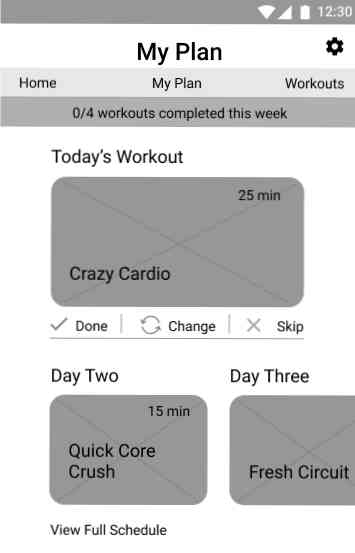 12:30
My Plan
Home My Plan Workouts
0/4 workouts completed this week
Today's Workout
25 min
Crazy Cardio
Done Change Skip
Day Two Day Three
15 min
Quick Core
Crush
Fresh Circuit
View Full Schedule